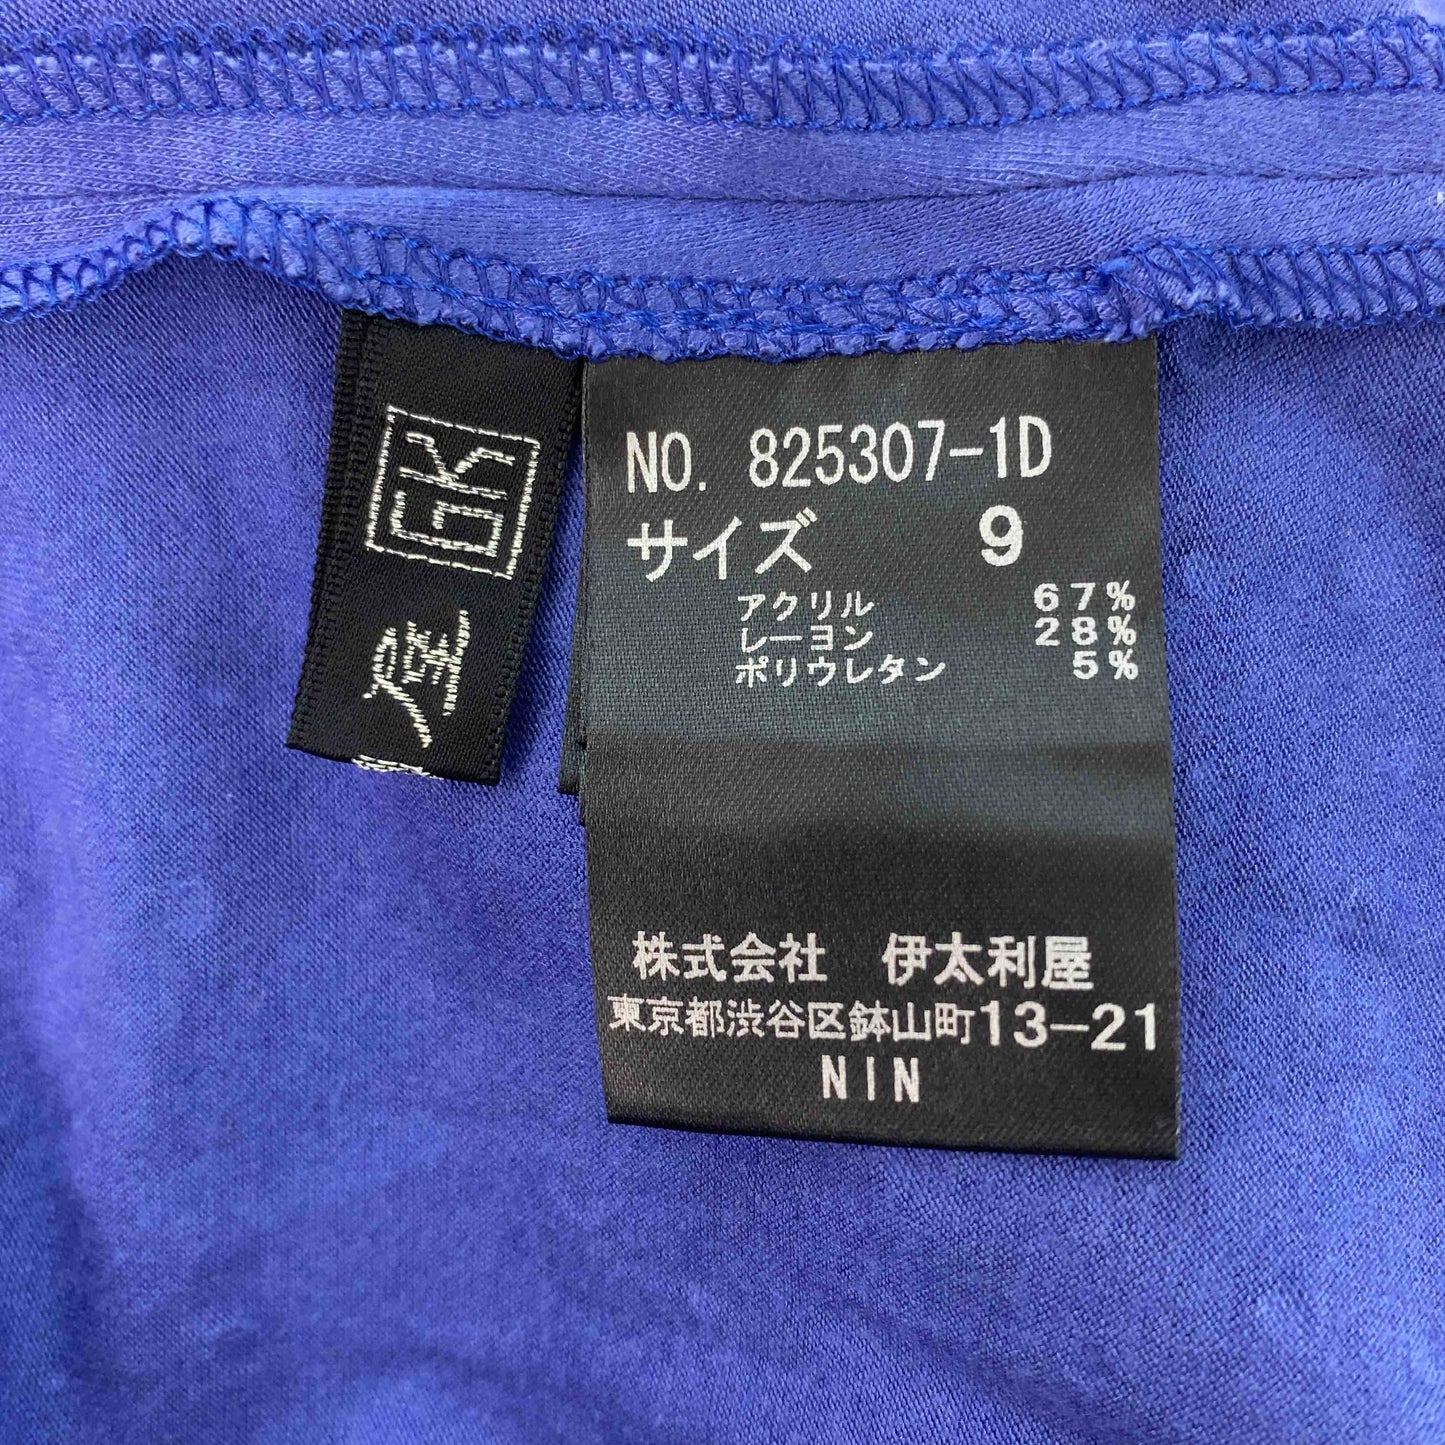 NO. 825307-1D
サイズ 9
アクリル 67%
レーヨン 28%
ポリウレタン 5%
株式会社 伊太利屋
東京都渋谷区鉢山町13-21
NIN
GK